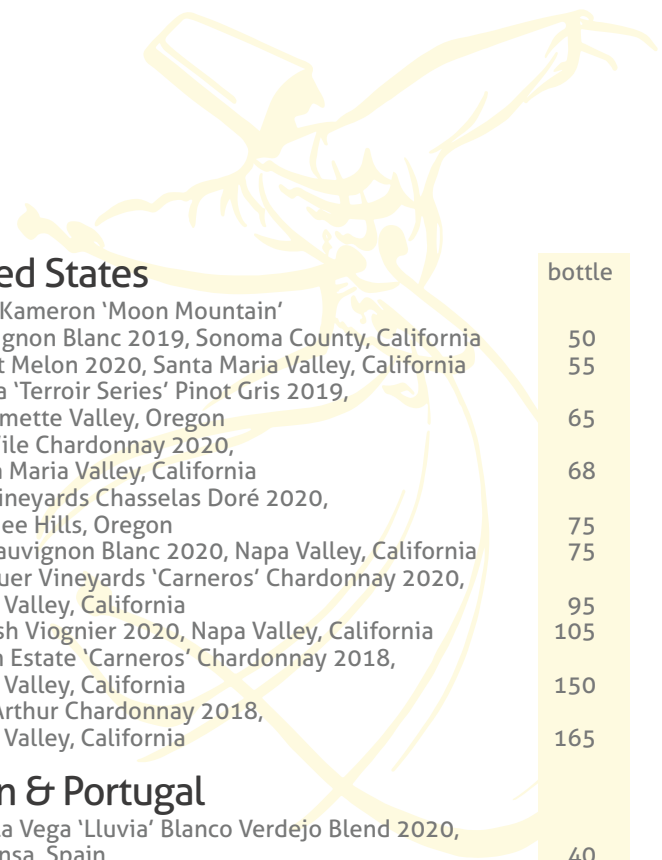 ed States
bottle
Kameron ‘Moon Mountain’
gnon Blanc 2019, Sonoma County, California 50
t Melon 2020, Santa Maria Valley, California 55
a ‘Terroir Series’ Pinot Gris 2019,
mette Valley, Oregon 65
ile Chardonnay 2020,
Maria Valley, California 68
ineyards Chasselas Doré 2020,
ee Hills, Oregon 75
auvignon Blanc 2020, Napa Valley, California 75
uer Vineyards ‘Carneros’ Chardonnay 2020,
Valley, California 95
sh Viognier 2020, Napa Valley, California 105
n Estate ‘Carneros’ Chardonnay 2018,
Valley, California 150
Arthur Chardonnay 2018,
Valley, California 165
n & Portugal
la Vega ‘Lluvia’ Blanco Verdejo Blend 2020,
nsa, Spain 40